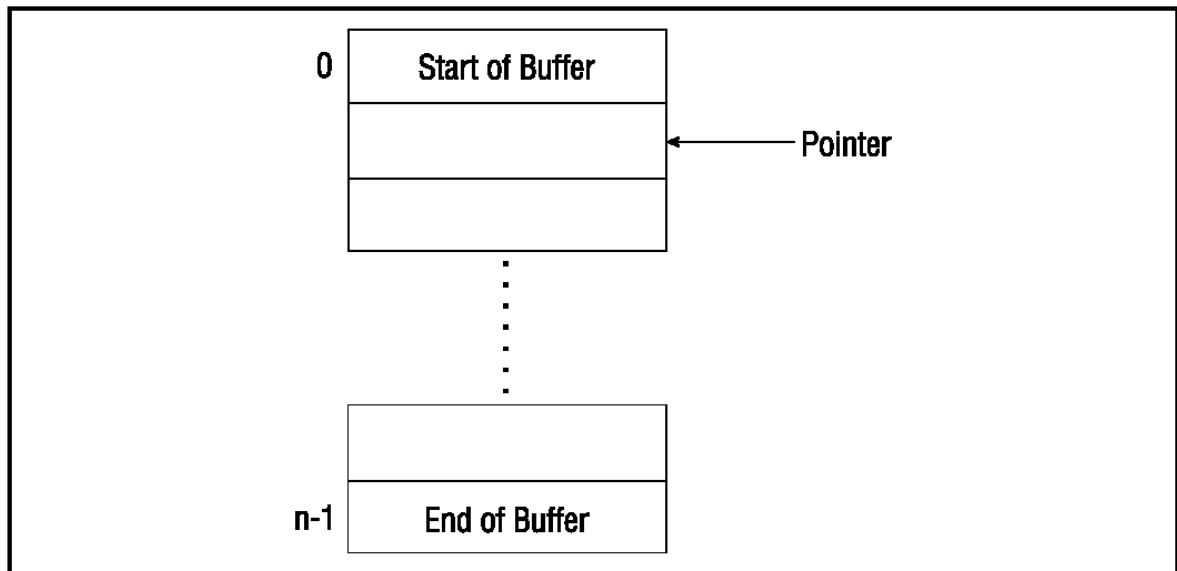 0 Start of Buffer
Pointer
n-1 End of Buffer